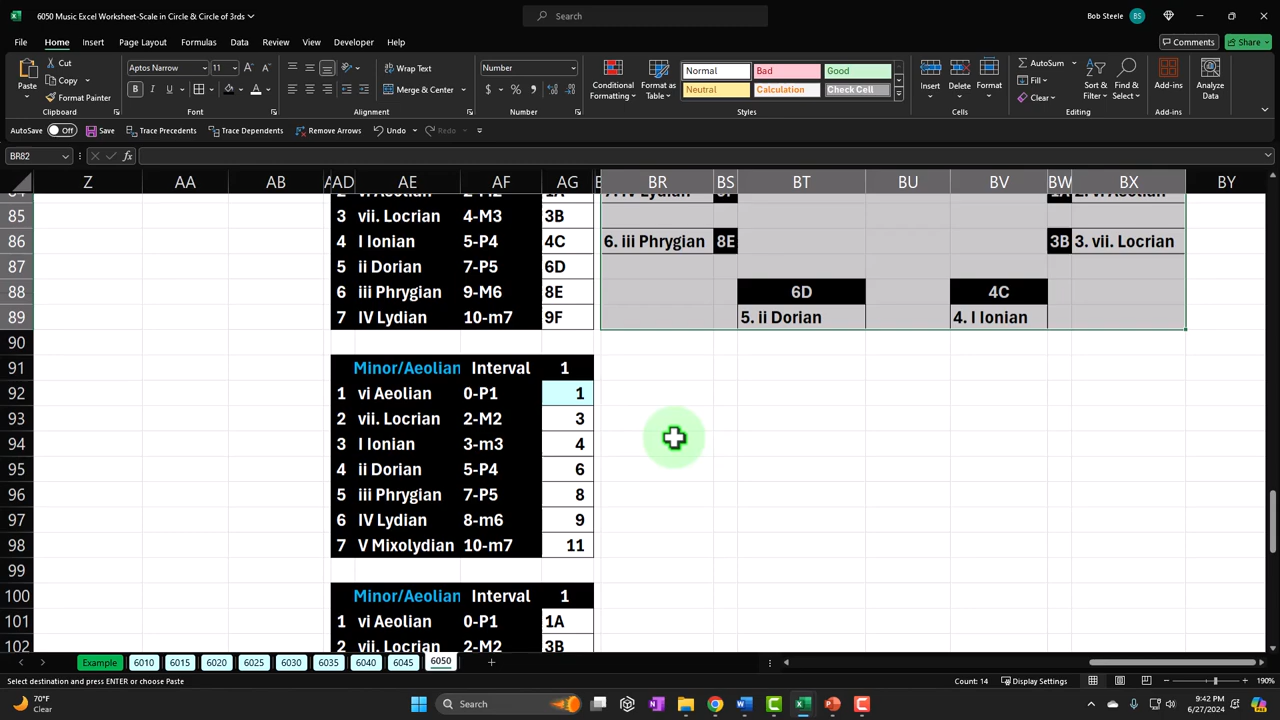 6050 Music Excel Worksheet-Scale in Circle & Circle of 3rds
Search
Bob Steele
BS
File Home Insert Page Layout Formulas Data Review View Developer Help
Comments Share
Paste
Cut
Copy
Format Painter
Clipboard
Aptos Narrow 11
Font
Wrap Text
Merge & Center
Alignment
Number
Number
Conditional Formatting
Format as Table
Normal Bad Good
Neutral Calculation Check Cell
Styles
Insert Delete Format
Cells
AutoSum
Fill
Clear
Sort & Filter
Find & Select
Editing
Add-ins
Add-ins
Analyze Data
AutoSave Off Save Trace Precedents Trace Dependents Remove Arrows Undo Redo
BR82
fx
Z AA AB AD AE AF AG BR BS BT BU BV BW BX BY
85 3 vii. Locrian 4-M3 3B
86 4 I Ionian 5-P4 4C 6. iii Phrygian 8E 3B 3. vii. Locrian
87 5 ii Dorian 7-P5 6D
88 6 iii Phrygian 9-M6 8E 6D 4C
89 7 IV Lydian 10-m7 9F 5. ii Dorian 4. I Ionian
90
91 Minor/Aeolian Interval 1
92 1 vi Aeolian 0-P1 1
93 2 vii. Locrian 2-M2 3
94 3 I Ionian 3-m3 4
95 4 ii Dorian 5-P4 6
96 5 iii Phrygian 7-P5 8
97 6 IV Lydian 8-m6 9
98 7 V Mixolydian 10-m7 11
99
100 Minor/Aeolian Interval 1
101 1 vi Aeolian 0-P1 1A
102 2 vii. Locrian 2-M2 3B
Example 6010 6015 6020 6025 6030 6035 6040 6045 6050
Select destination and press ENTER or choose Paste
Count: 14
Display Settings
190%
70°F
Clear
Search
9:42 PM
6/27/2024